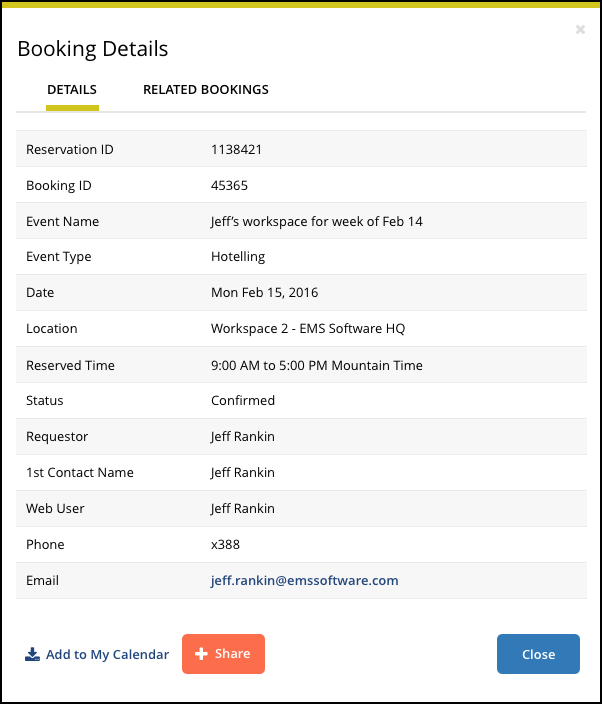 Booking Details
DETAILS RELATED BOOKINGS
Reservation ID 1138421
Booking ID 45365
Event Name Jeff's workspace for week of Feb 14
Event Type Hotelling
Date Mon Feb 15, 2016
Location Workspace 2 - EMS Software HQ
Reserved Time 9:00 AM to 5:00 PM Mountain Time
Status Confirmed
Requestor Jeff Rankin
1st Contact Name Jeff Rankin
Web User Jeff Rankin
Phone x388
Email jeff.rankin@emssoftware.com
Add to My Calendar Share Close